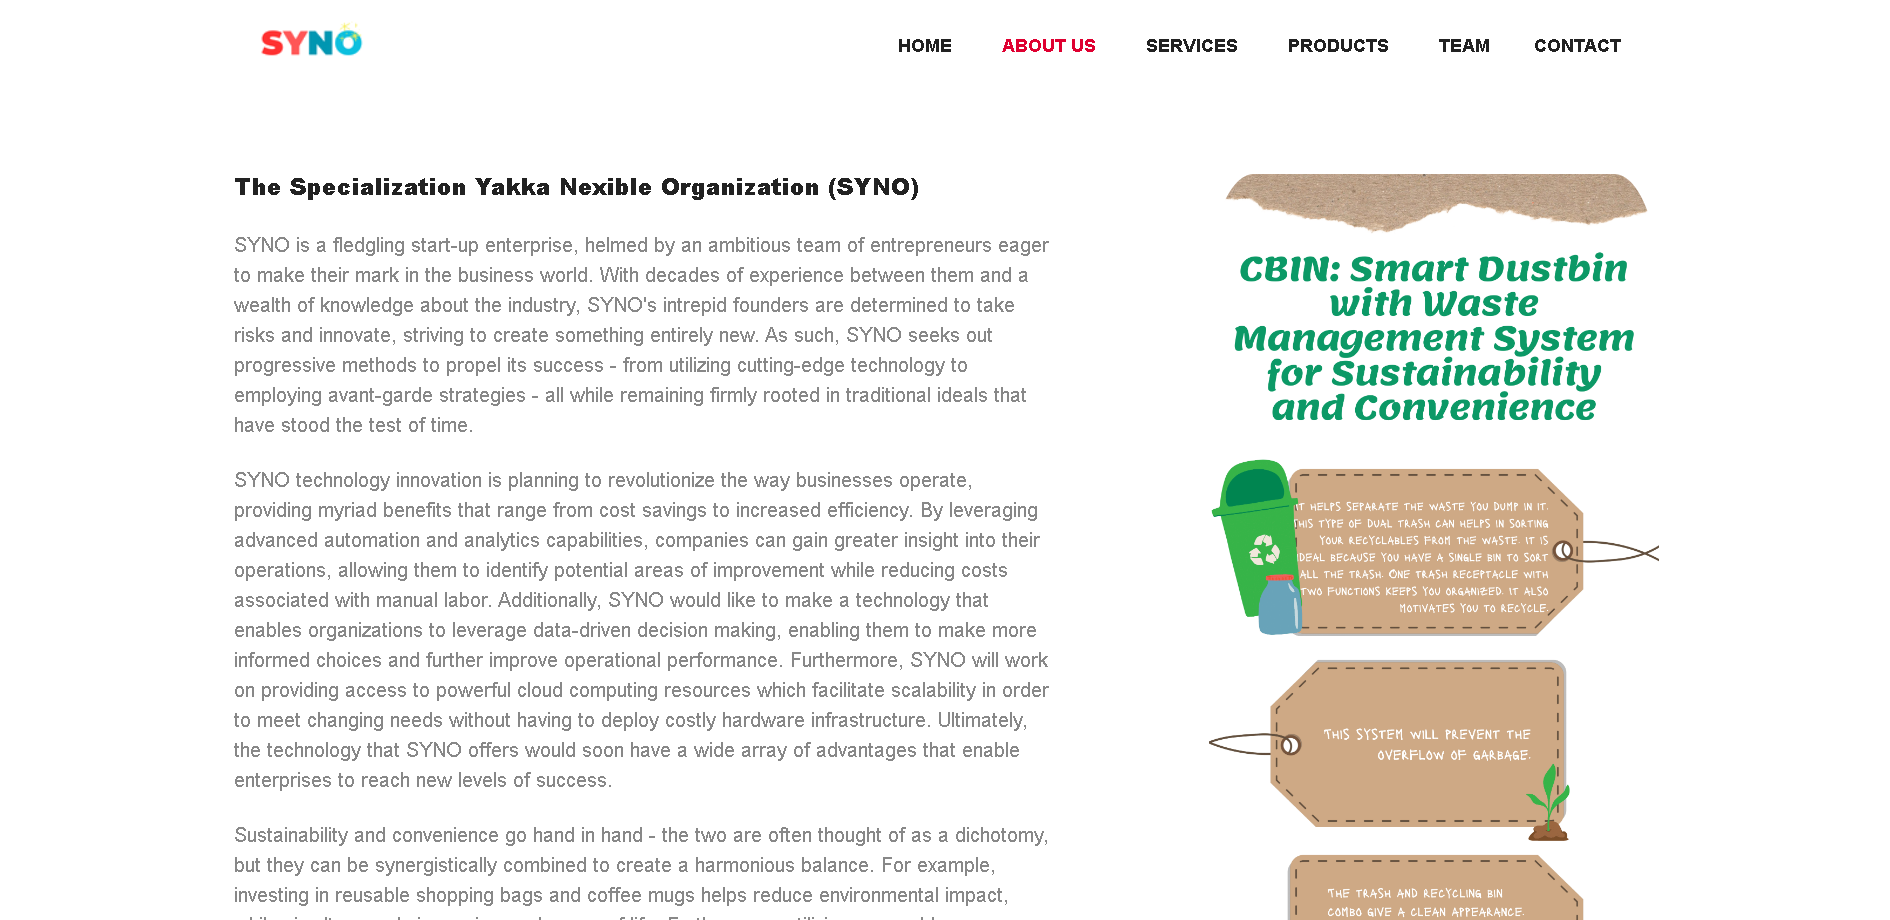 SYNO
HOME
ABOUT US
SERVICES
PRODUCTS
TEAM
CONTACT
The Specialization Yakka Nexible Organization (SYNO)
SYNO is a fledgling start-up enterprise, helmed by an ambitious team of entrepreneurs eager
to make their mark in the business world. With decades of experience between them and a
wealth of knowledge about the industry, SYNO's intrepid founders are determined to take
risks and innovate, striving to create something entirely new. As such, SYNO seeks out
progressive methods to propel its success - from utilizing cutting-edge technology to
employing avant-garde strategies - all while remaining firmly rooted in traditional ideals that
have stood the test of time.
SYNO technology innovation is planning to revolutionize the way businesses operate,
providing myriad benefits that range from cost savings to increased efficiency. By leveraging
advanced automation and analytics capabilities, companies can gain greater insight into their
operations, allowing them to identify potential areas of improvement while reducing costs
associated with manual labor. Additionally, SYNO would like to make a technology that
enables organizations to leverage data-driven decision making, enabling them to make more
informed choices and further improve operational performance. Furthermore, SYNO will work
on providing access to powerful cloud computing resources which facilitate scalability in order
to meet changing needs without having to deploy costly hardware infrastructure. Ultimately,
the technology that SYNO offers would soon have a wide array of advantages that enable
enterprises to reach new levels of success.
Sustainability and convenience go hand in hand - the two are often thought of as a dichotomy,
but they can be synergistically combined to create a harmonious balance. For example,
investing in reusable shopping bags and coffee mugs helps reduce environmental impact,
CBIN: Smart Dustbin
with Waste
Management System
for Sustainability
and Convenience
IT HELPS SEPARATE THE WASTE YOU DUMP IN IT.
THIS TYPE OF DUAL TRASH CAN HELPS IN SORTING
YOUR RECYCLABLES FROM THE WASTE. IT IS
IDEAL BECAUSE YOU HAVE A SINGLE BIN TO SORT
ALL THE TRASH. ONE TRASH RECEPTACLE WITH
TWO FUNCTIONS KEEPS YOU ORGANIZED. IT ALSO
MOTIVATES YOU TO RECYCLE.
THIS SYSTEM WILL PREVENT THE
OVERFLOW OF GARBAGE.
THE TRASH AND RECYCLING BIN
COMBO GIVE A CLEAN APPEARANCE.